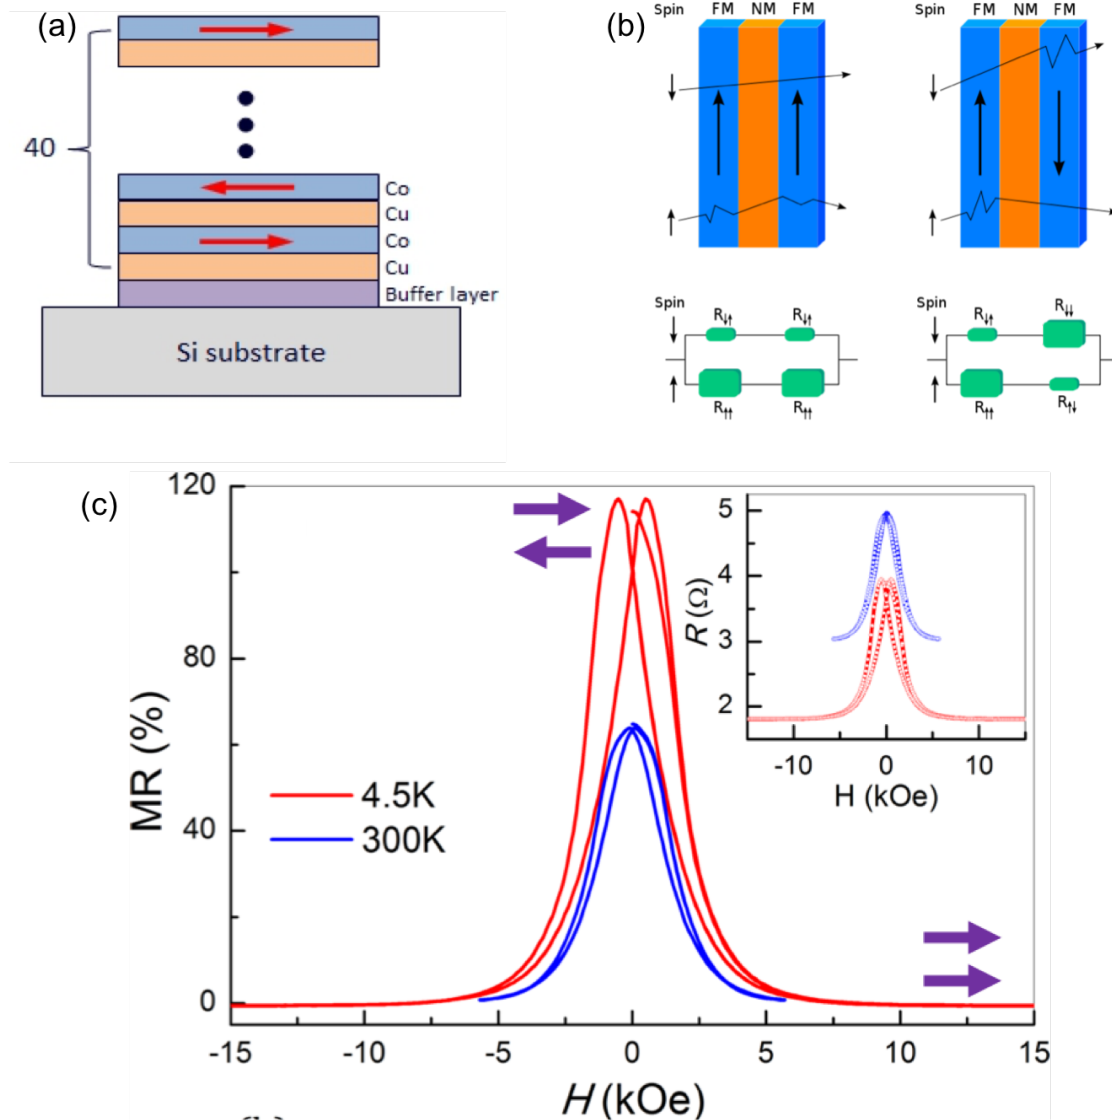 (a)
40
Co
Cu
Co
Cu
Buffer layer
Si substrate
(b)
Spin FM NM FM
Spin FM NM FM
Spin
R↓↑ R↓↑
R↑↑ R↑↑
Spin
R↓↑ R↓↓
R↑↑ R↑↓
(c)
MR (%)
120
80
40
0
-15 -10 -5 0 5 10 15
H (kOe)
4.5K
300K
R (Ω)
5
4
3
2
-10 0 10
H (kOe)